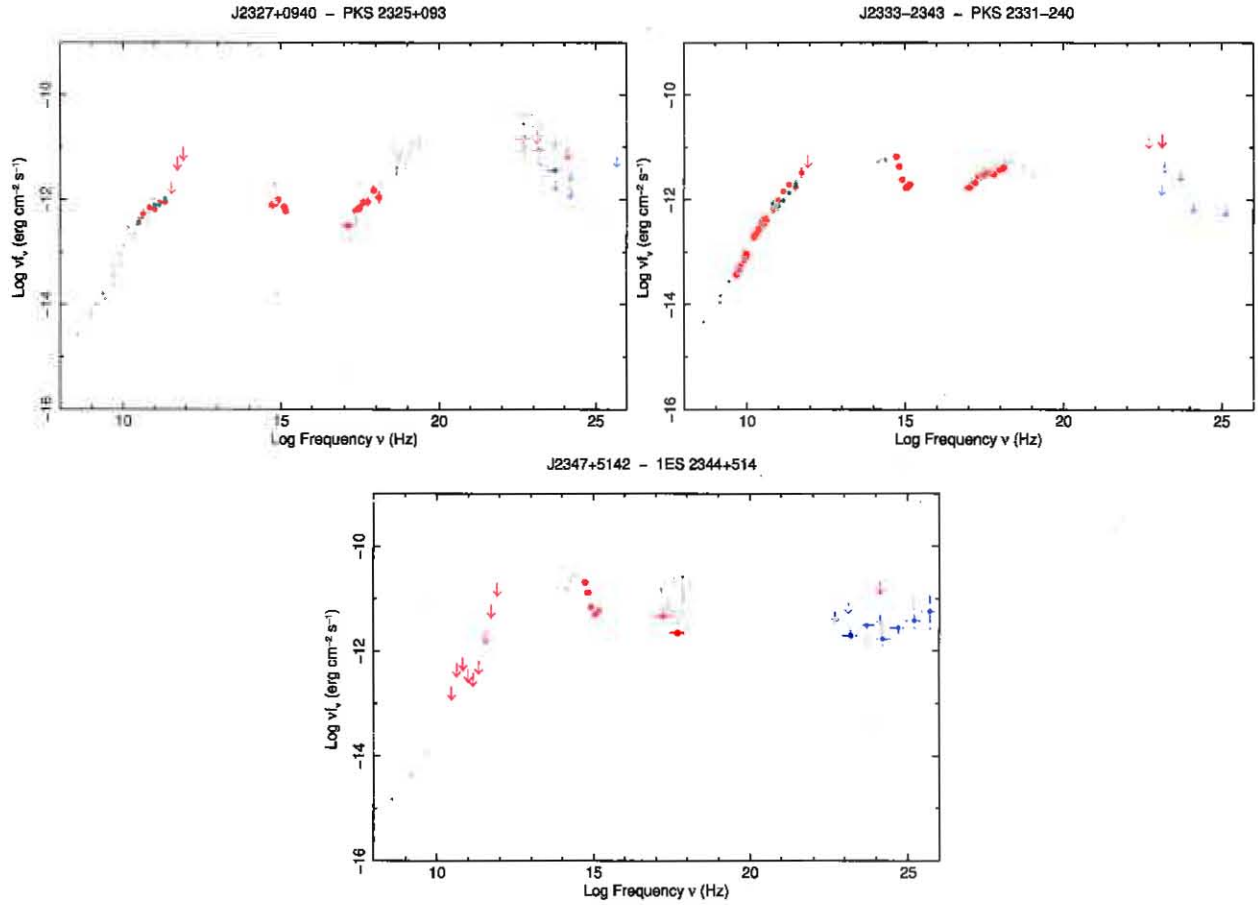 J2327+0940 – PKS 2325+093
J2333−2343 – PKS 2331−240
Log νfν (erg cm⁻² s⁻¹)
−10
−12
−14
−16
10
15
20
25
Log Frequency ν (Hz)
Log νfν (erg cm⁻² s⁻¹)
−10
−12
−14
−16
10
15
20
25
Log Frequency ν (Hz)
J2347+5142 – 1ES 2344+514
Log νfν (erg cm⁻² s⁻¹)
−10
−12
−14
−16
10
15
20
25
Log Frequency ν (Hz)